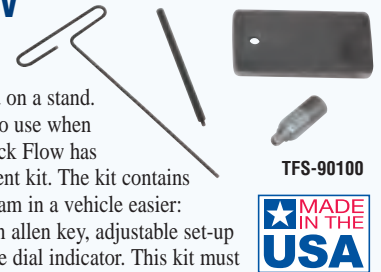 on a stand.
o use when
ck Flow has
ent kit. The kit contains
am in a vehicle easier:
allen key, adjustable set-up
e dial indicator. This kit must
TFS-90100
MADE
IN THE
USA